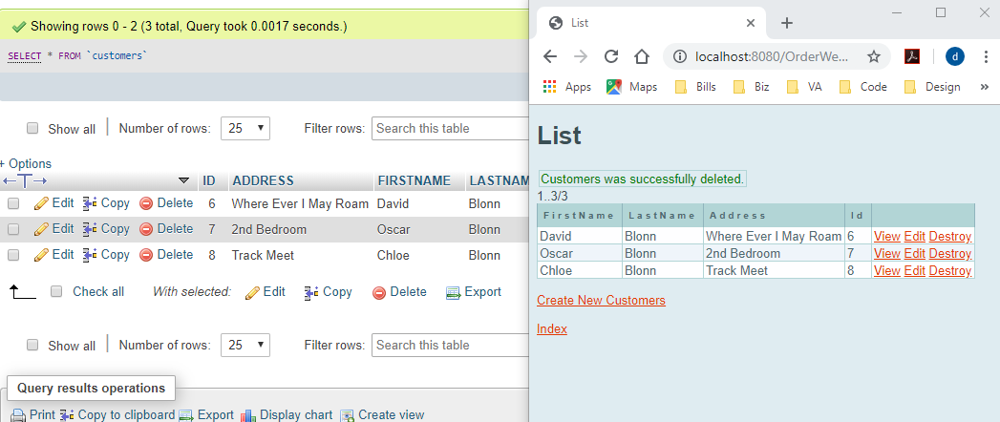 Showing rows 0 - 2 (3 total, Query took 0.0017 seconds.)
SELECT * FROM `customers`
Show all Number of rows: 25 Filter rows: Search this table
+ Options
ID ADDRESS FIRSTNAME LASTNAM
Edit Copy Delete 6 Where Ever I May Roam David Blonn
Edit Copy Delete 7 2nd Bedroom Oscar Blonn
Edit Copy Delete 8 Track Meet Chloe Blonn
Check all With selected: Edit Copy Delete Export
Show all Number of rows: 25 Filter rows: Search this table
Query results operations
Print Copy to clipboard Export Display chart Create view
List
localhost:8080/OrderWe...
d
Apps Maps Bills Biz VA Code Design »
List
Customers was successfully deleted.
1..3/3
FirstName LastName Address Id
David Blonn Where Ever I May Roam 6 View Edit Destroy
Oscar Blonn 2nd Bedroom 7 View Edit Destroy
Chloe Blonn Track Meet 8 View Edit Destroy
Create New Customers
Index